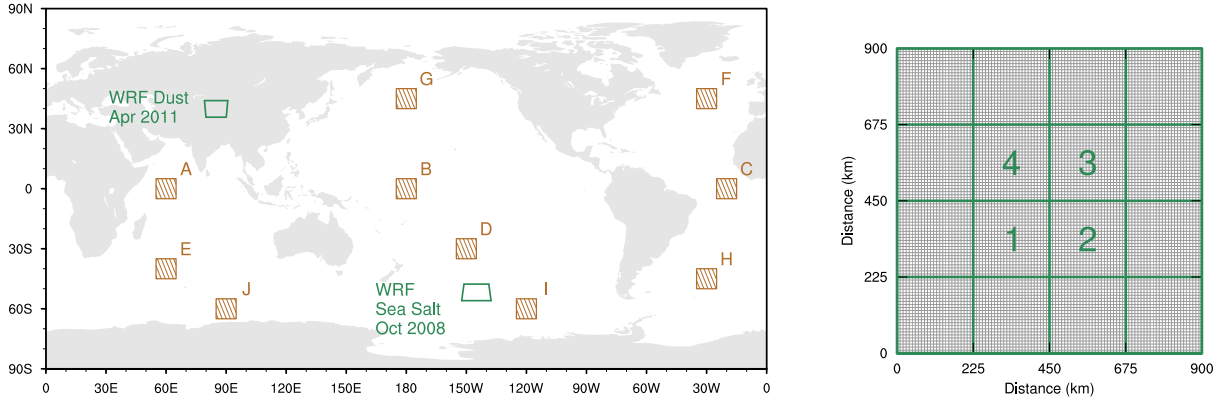 90N
60N
30N
0
30S
60S
90S
0
30E
60E
90E
120E
150E
180
150W
120W
90W
60W
30W
0
WRF Dust
Apr 2011
G
F
A
B
C
D
E
H
J
I
WRF
Sea Salt
Oct 2008
900
675
450
225
0
Distance (km)
4
3
1
2
0
225
450
675
900
Distance (km)